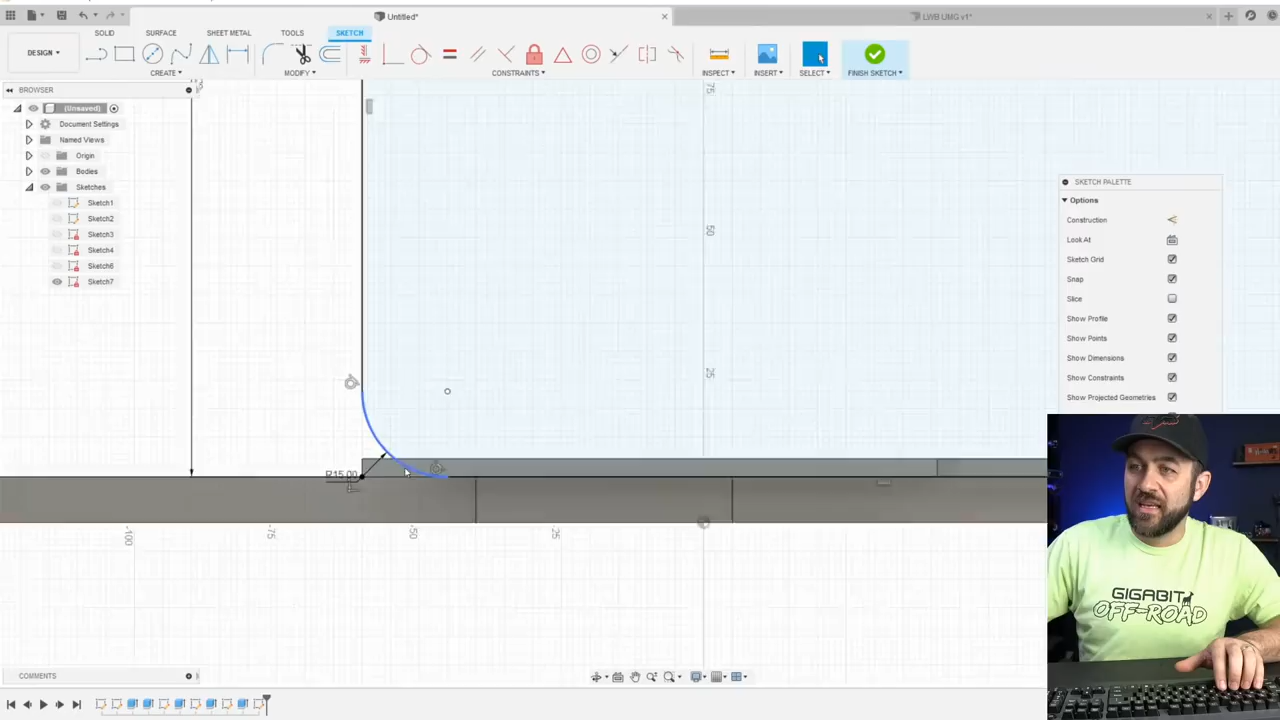 Untitled*
LWB UMG v1*
DESIGN
SOLID
SURFACE
SHEET METAL
TOOLS
SKETCH
CREATE
MODIFY
CONSTRAINTS
INSPECT
INSERT
SELECT
FINISH SKETCH
BROWSER
(Unsaved)
Document Settings
Named Views
Origin
Bodies
Sketches
Sketch1
Sketch2
Sketch3
Sketch4
Sketch6
Sketch7
75
50
25
R15.00
-100
-75
-50
-25
SKETCH PALETTE
Options
Construction
Look At
Sketch Grid
Snap
Slice
Show Profile
Show Points
Show Dimensions
Show Constraints
Show Projected Geometries
GIGABIT
OFF-ROAD
COMMENTS